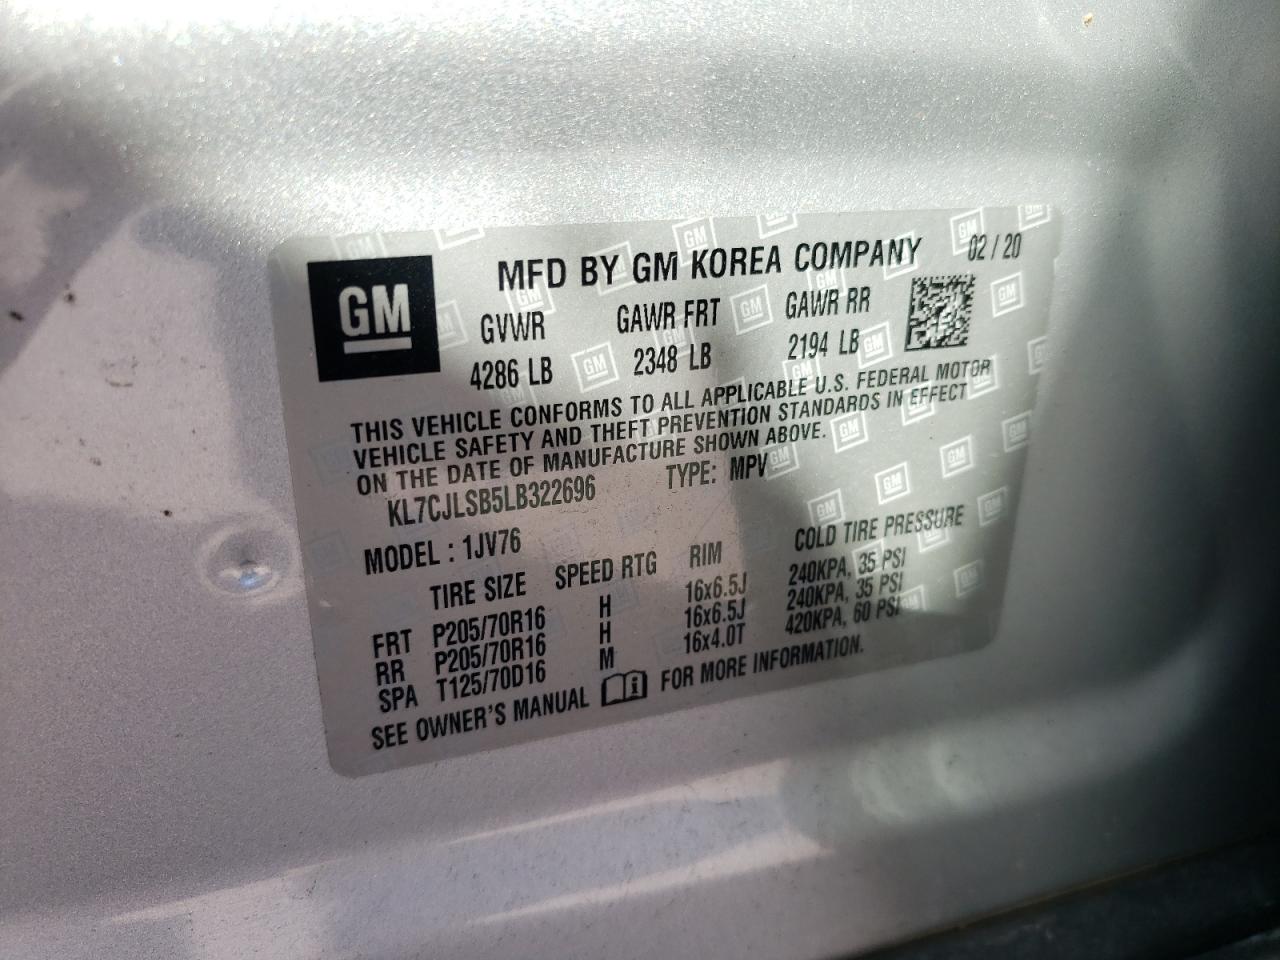 GM
MFD BY GM KOREA COMPANY 02 / 20
GVWR GAWR FRT GAWR RR
4286 LB 2348 LB 2194 LB
THIS VEHICLE CONFORMS TO ALL APPLICABLE U.S. FEDERAL MOTOR
VEHICLE SAFETY AND THEFT PREVENTION STANDARDS IN EFFECT
ON THE DATE OF MANUFACTURE SHOWN ABOVE.
KL7CJLSB5LB322696 TYPE: MPV
MODEL : 1JV76
TIRE SIZE SPEED RTG RIM COLD TIRE PRESSURE
FRT P205/70R16 H 16x6.5J 240KPA, 35 PSI
RR P205/70R16 H 16x6.5J 240KPA, 35 PSI
SPA T125/70D16 M 16x4.0T 420KPA, 60 PSI
SEE OWNER'S MANUAL FOR MORE INFORMATION.